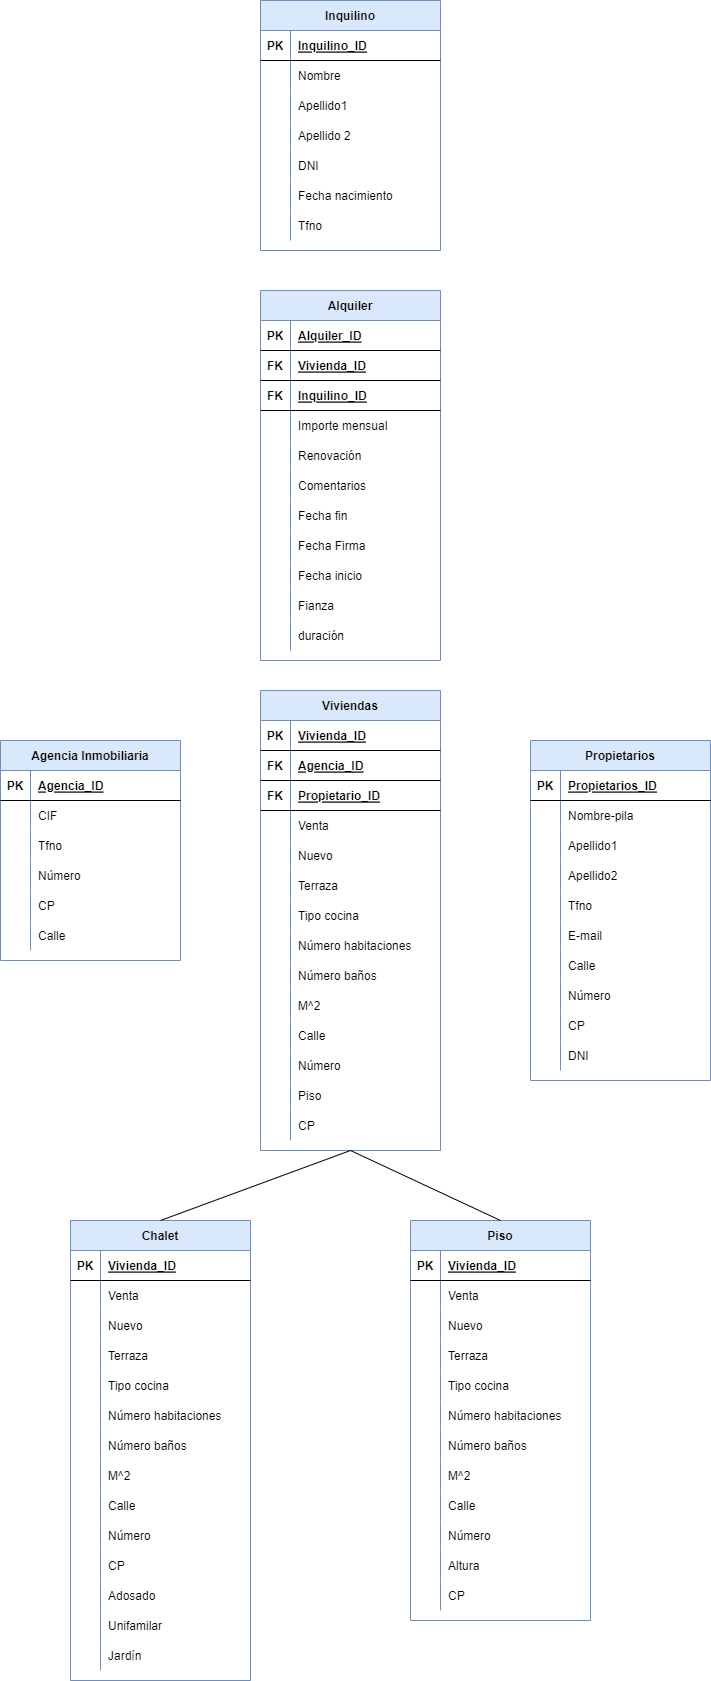 Inquilino
PK Inquilino_ID
Nombre
Apellido1
Apellido 2
DNI
Fecha nacimiento
Tfno
Alquiler
PK Alquiler_ID
FK Vivienda_ID
FK Inquilino_ID
Importe mensual
Renovación
Comentarios
Fecha fin
Fecha Firma
Fecha inicio
Fianza
duración
Agencia Inmobiliaria
PK Agencia_ID
CIF
Tfno
Número
CP
Calle
Viviendas
PK Vivienda_ID
FK Agencia_ID
FK Propietario_ID
Venta
Nuevo
Terraza
Tipo cocina
Número habitaciones
Número baños
M^2
Calle
Número
Piso
CP
Propietarios
PK Propietarios_ID
Nombre-pila
Apellido1
Apellido2
Tfno
E-mail
Calle
Número
CP
DNI
Chalet
PK Vivienda_ID
Venta
Nuevo
Terraza
Tipo cocina
Número habitaciones
Número baños
M^2
Calle
Número
CP
Adosado
Unifamilar
Jardín
Piso
PK Vivienda_ID
Venta
Nuevo
Terraza
Tipo cocina
Número habitaciones
Número baños
M^2
Calle
Número
Altura
CP